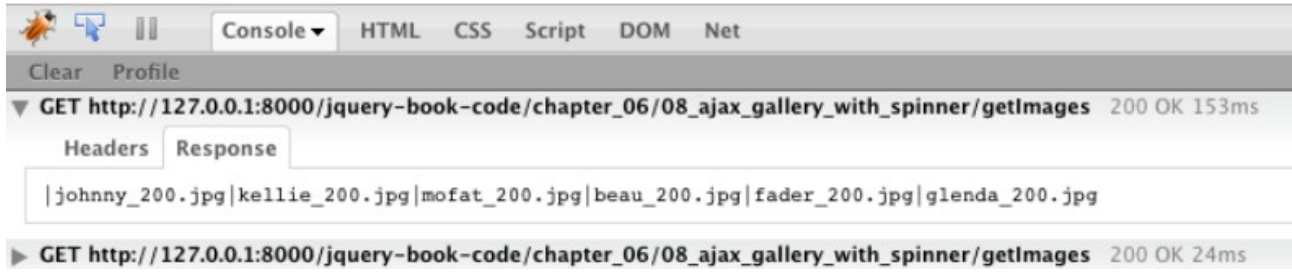 Console HTML CSS Script DOM Net
Clear Profile
GET http://127.0.0.1:8000/jquery-book-code/chapter_06/08_ajax_gallery_with_spinner/getImages 200 OK 153ms
Headers Response
|johnny_200.jpg|kellie_200.jpg|mofat_200.jpg|beau_200.jpg|fader_200.jpg|glenda_200.jpg
GET http://127.0.0.1:8000/jquery-book-code/chapter_06/08_ajax_gallery_with_spinner/getImages 200 OK 24ms